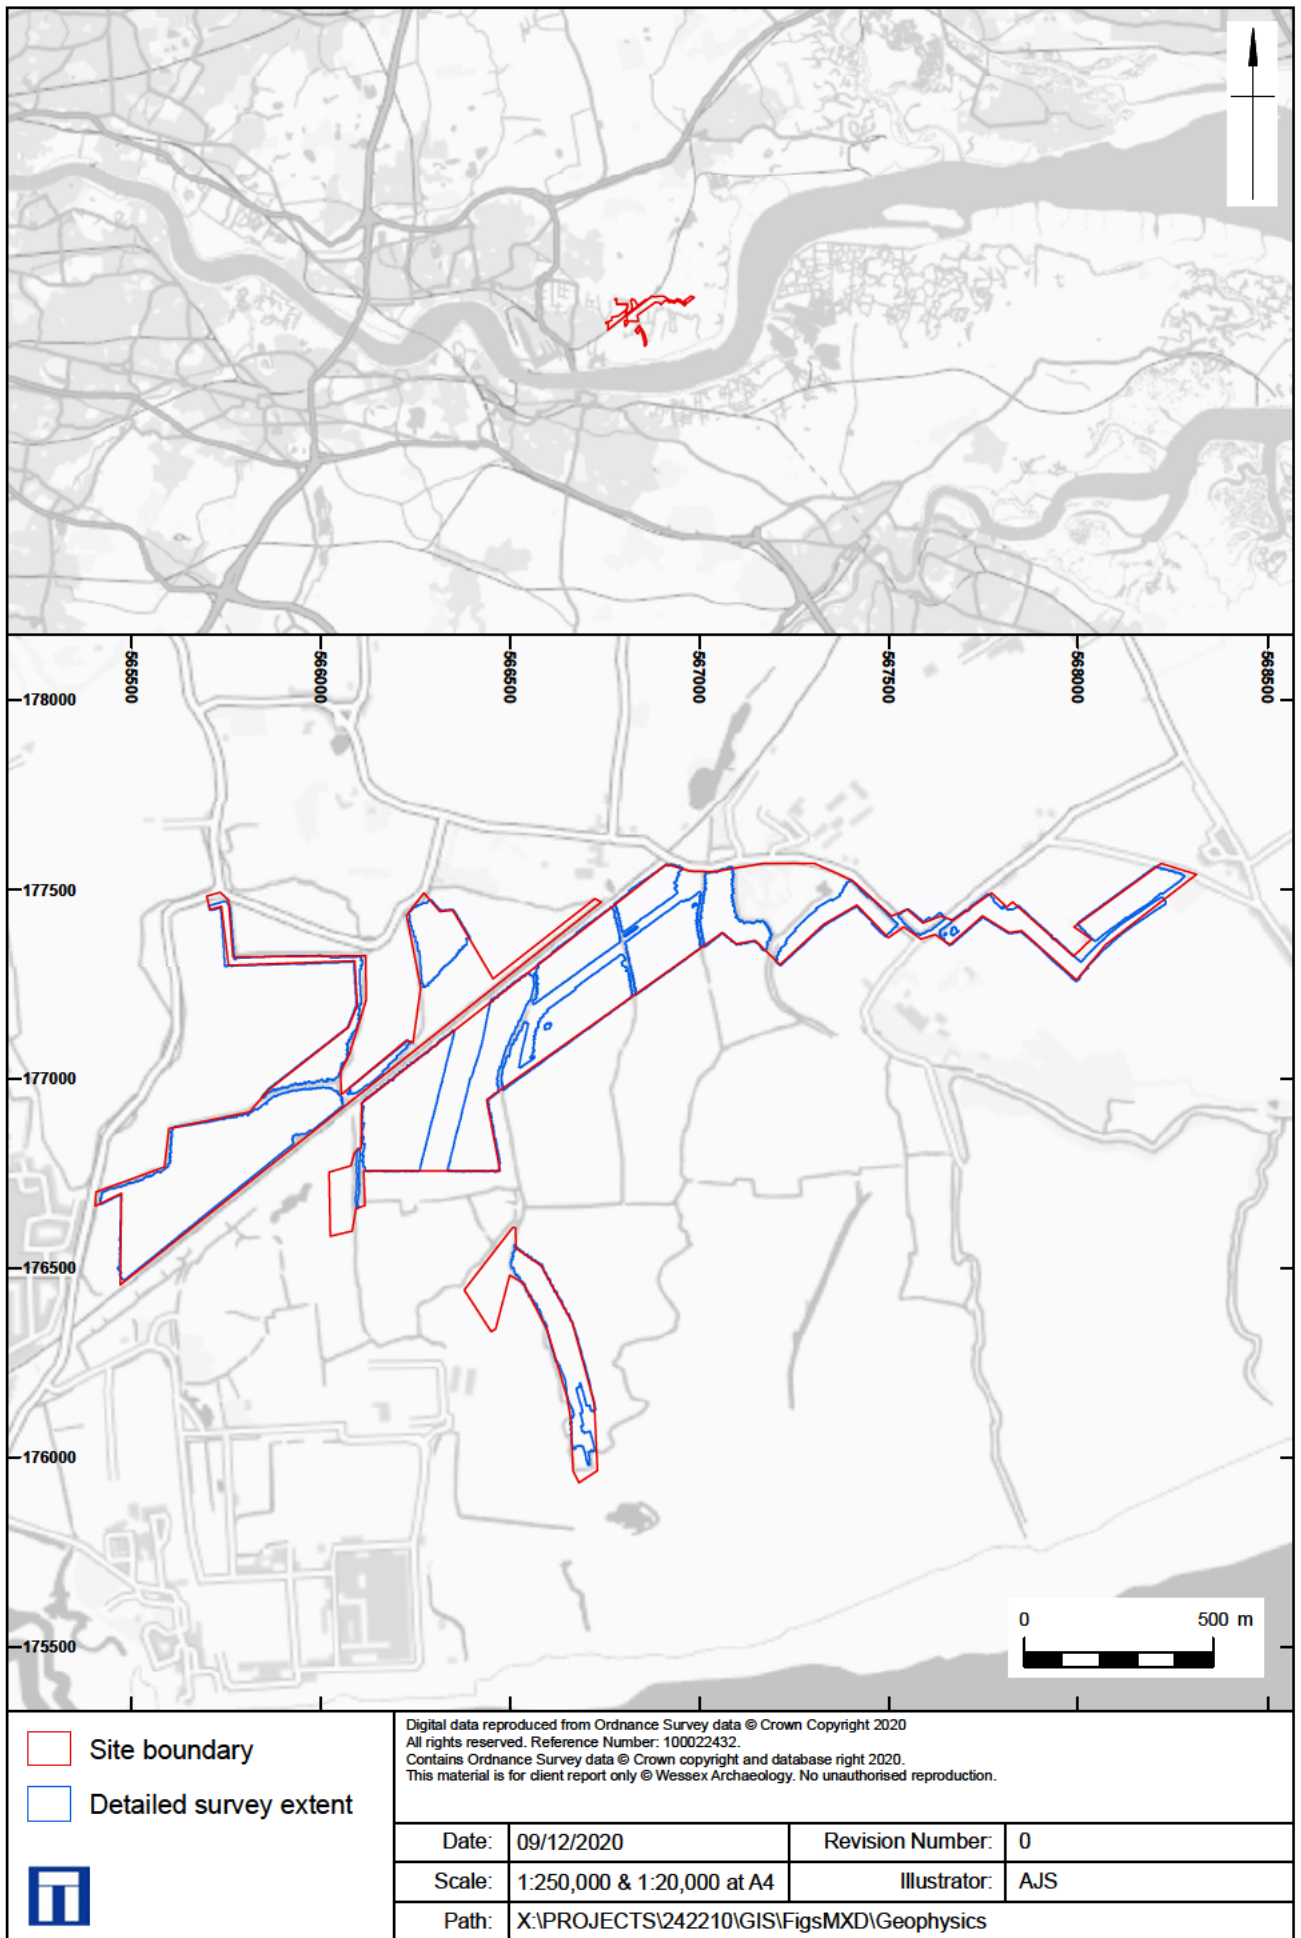 565500
566000
566500
567000
567500
568000
568500
178000
177500
177000
176500
176000
175500
0 500 m
Site boundary
Detailed survey extent
Digital data reproduced from Ordnance Survey data © Crown Copyright 2020
All rights reserved. Reference Number: 100022432.
Contains Ordnance Survey data © Crown copyright and database right 2020.
This material is for client report only © Wessex Archaeology. No unauthorised reproduction.
Date: 09/12/2020 Revision Number: 0
Scale: 1:250,000 & 1:20,000 at A4 Illustrator: AJS
Path: X:\PROJECTS\242210\GIS\FigsMXD\Geophysics